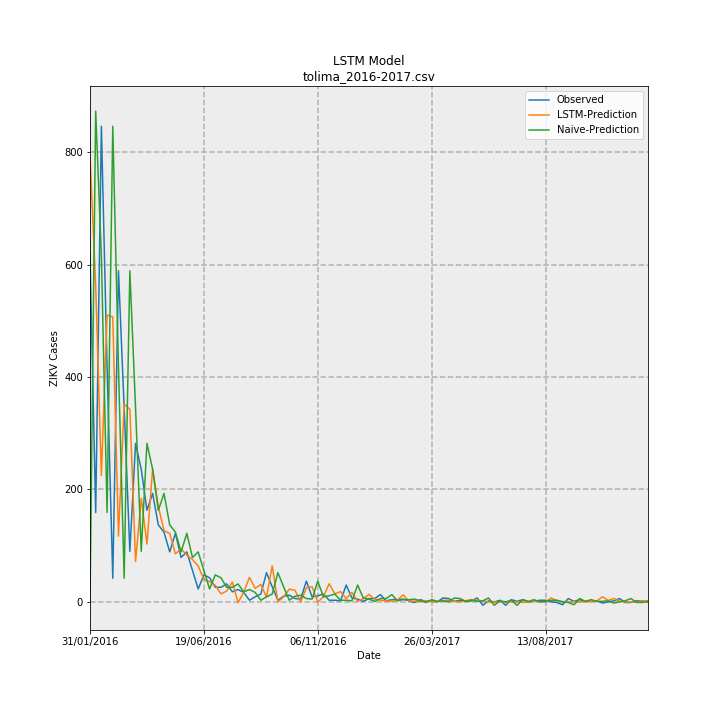 LSTM Model
tolima_2016-2017.csv
Observed
LSTM-Prediction
Naive-Prediction
ZIKV Cases
800
600
400
200
0
31/01/2016
19/06/2016
06/11/2016
26/03/2017
13/08/2017
Date